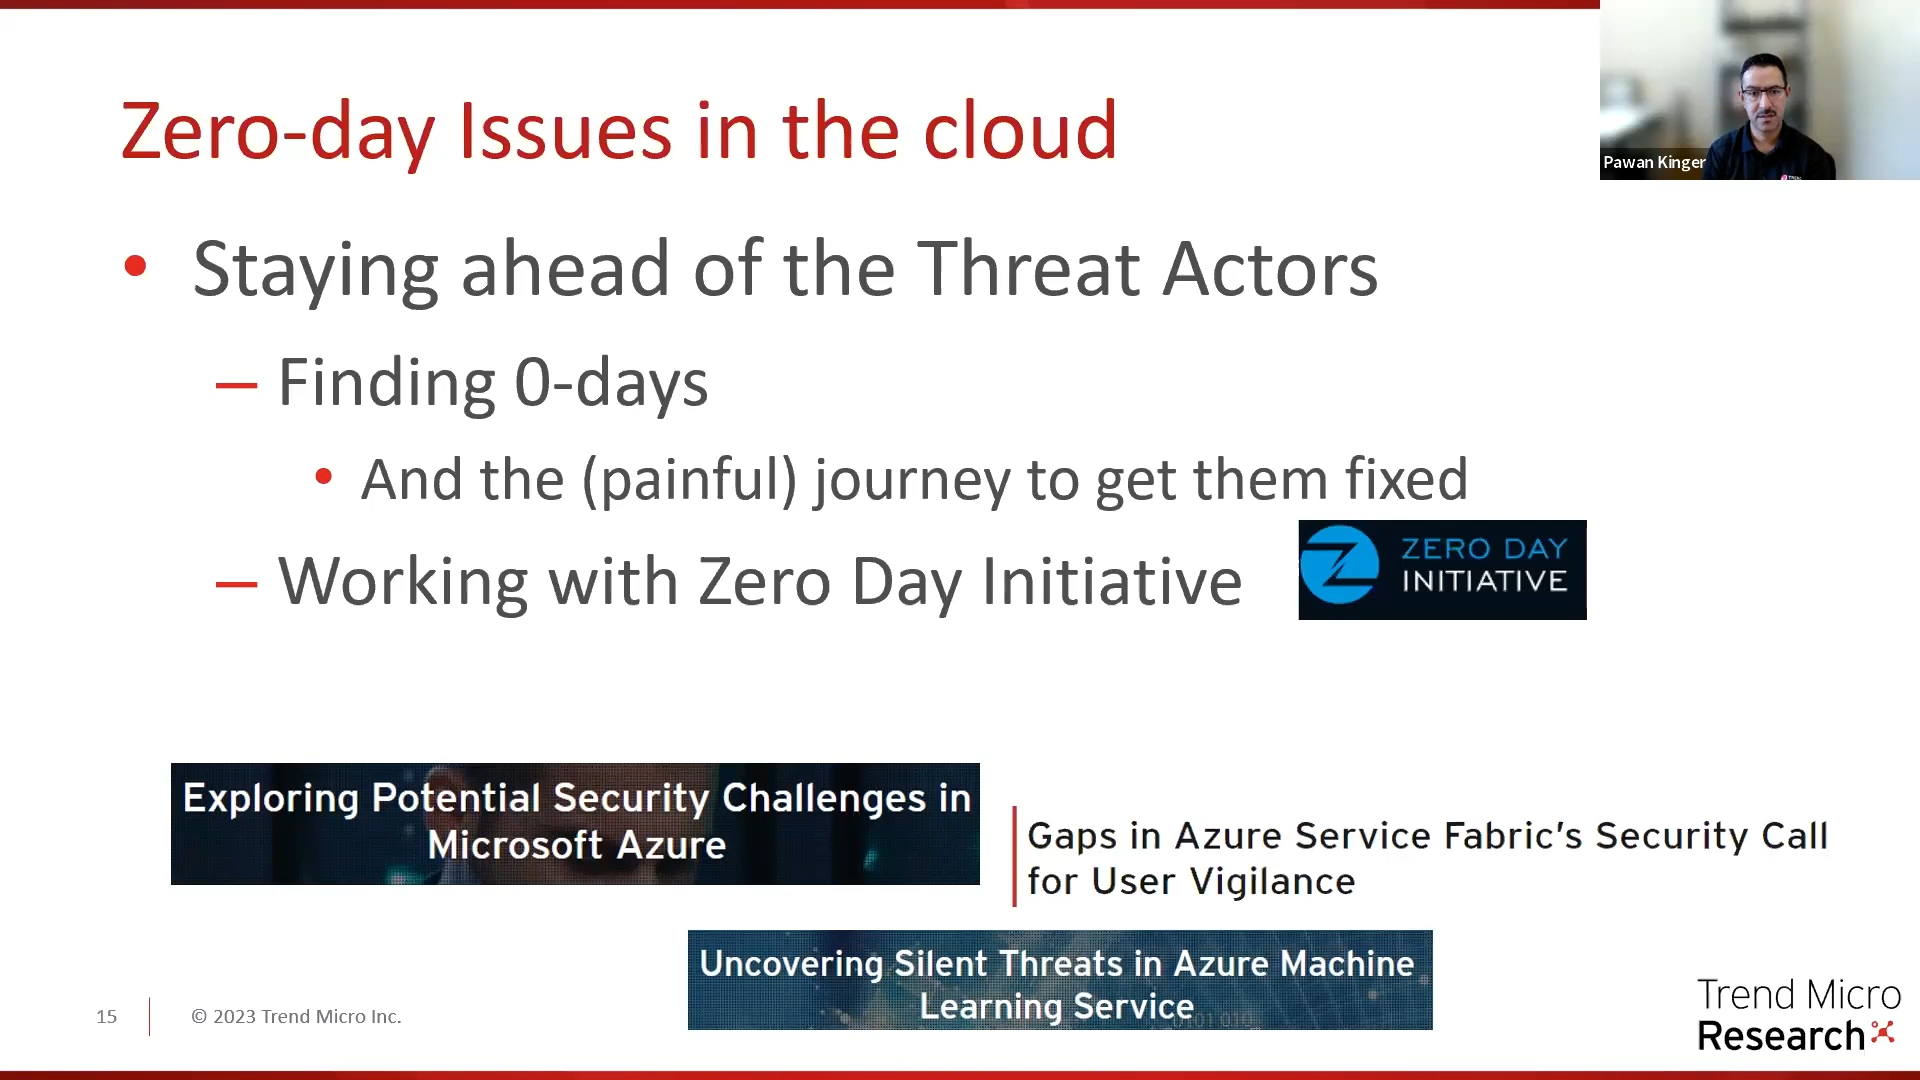 Zero-day Issues in the cloud
Pawan Kinger
• Staying ahead of the Threat Actors
– Finding 0-days
• And the (painful) journey to get them fixed
– Working with Zero Day Initiative
ZERO DAY
INITIATIVE
Exploring Potential Security Challenges in
Microsoft Azure
Gaps in Azure Service Fabric’s Security Call
for User Vigilance
Uncovering Silent Threats in Azure Machine
Learning Service
15
© 2023 Trend Micro Inc.
Trend Micro
Research